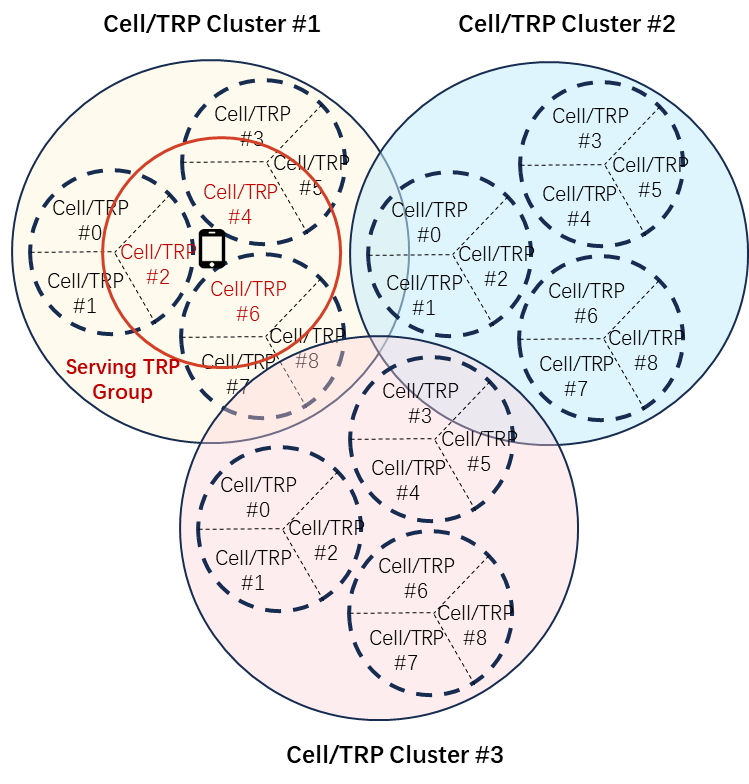 Cell/TRP Cluster #1
Cell/TRP Cluster #2
Cell/TRP
#3
Cell/TRP
#5
Cell/TRP
#4
Cell/TRP
#0
Cell/TRP
#2
Cell/TRP
#1
Cell/TRP
#6
Cell/TRP
#8
Cell/TRP
#7
Serving TRP
Group
Cell/TRP
#3
Cell/TRP
#5
Cell/TRP
#4
Cell/TRP
#0
Cell/TRP
#2
Cell/TRP
#1
Cell/TRP
#6
Cell/TRP
#8
Cell/TRP
#7
Cell/TRP
#3
Cell/TRP
#5
Cell/TRP
#4
Cell/TRP
#0
Cell/TRP
#2
Cell/TRP
#1
Cell/TRP
#6
Cell/TRP
#8
Cell/TRP
#7
Cell/TRP Cluster #3